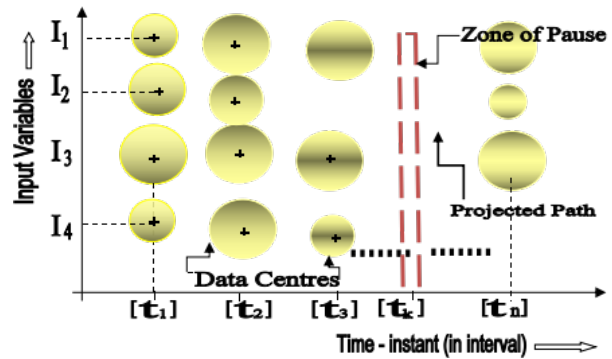 I1
Zone of Pause
I2
Input Variables
I3
Projected Path
I4
Data Centres
[t1] [t2] [t3] [tk] [tn]
Time - instant (in interval)